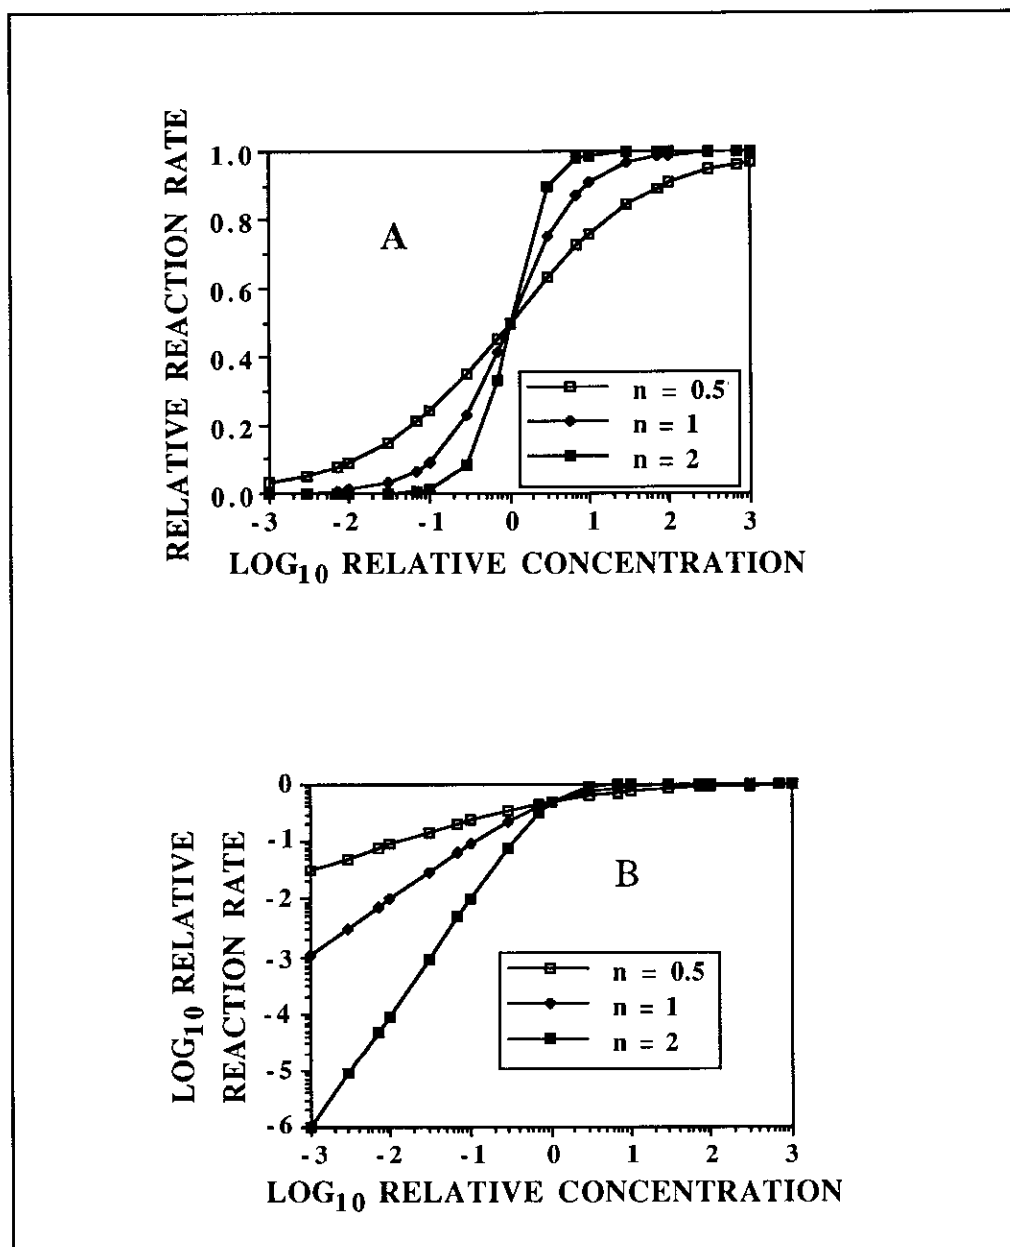 RELATIVE REACTION RATE
1.0
0.8
0.6
0.4
0.2
0.0
A
n = 0.5
n = 1
n = 2
-3 -2 -1 0 1 2 3
LOG10 RELATIVE CONCENTRATION
LOG10 RELATIVE
REACTION RATE
0
-1
-2
-3
-4
-5
-6
B
n = 0.5
n = 1
n = 2
-3 -2 -1 0 1 2 3
LOG10 RELATIVE CONCENTRATION